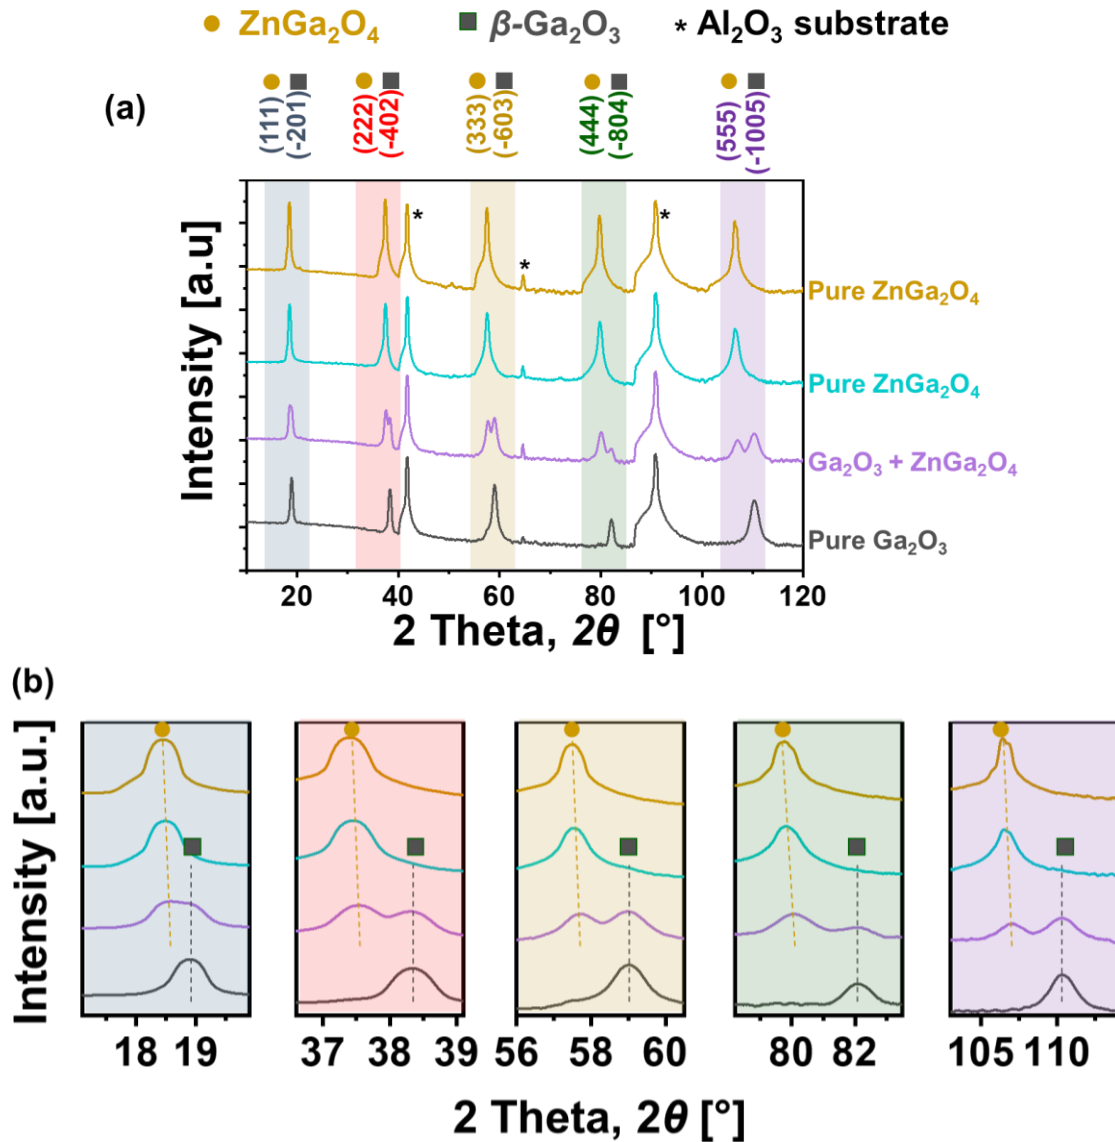 ZnGa₂O₄ β-Ga₂O₃ * Al₂O₃ substrate
(a)
(111)
(-201)
(222)
(-402)
(333)
(-603)
(444)
(-804)
(555)
(-1005)
Intensity [a.u]
* * *
Pure ZnGa₂O₄
Pure ZnGa₂O₄
Ga₂O₃ + ZnGa₂O₄
Pure Ga₂O₃
20 40 60 80 100 120
2 Theta, 2θ [°]
(b)
Intensity [a.u.]
18 19 37 38 39 56 58 60 80 82 105 110
2 Theta, 2θ [°]